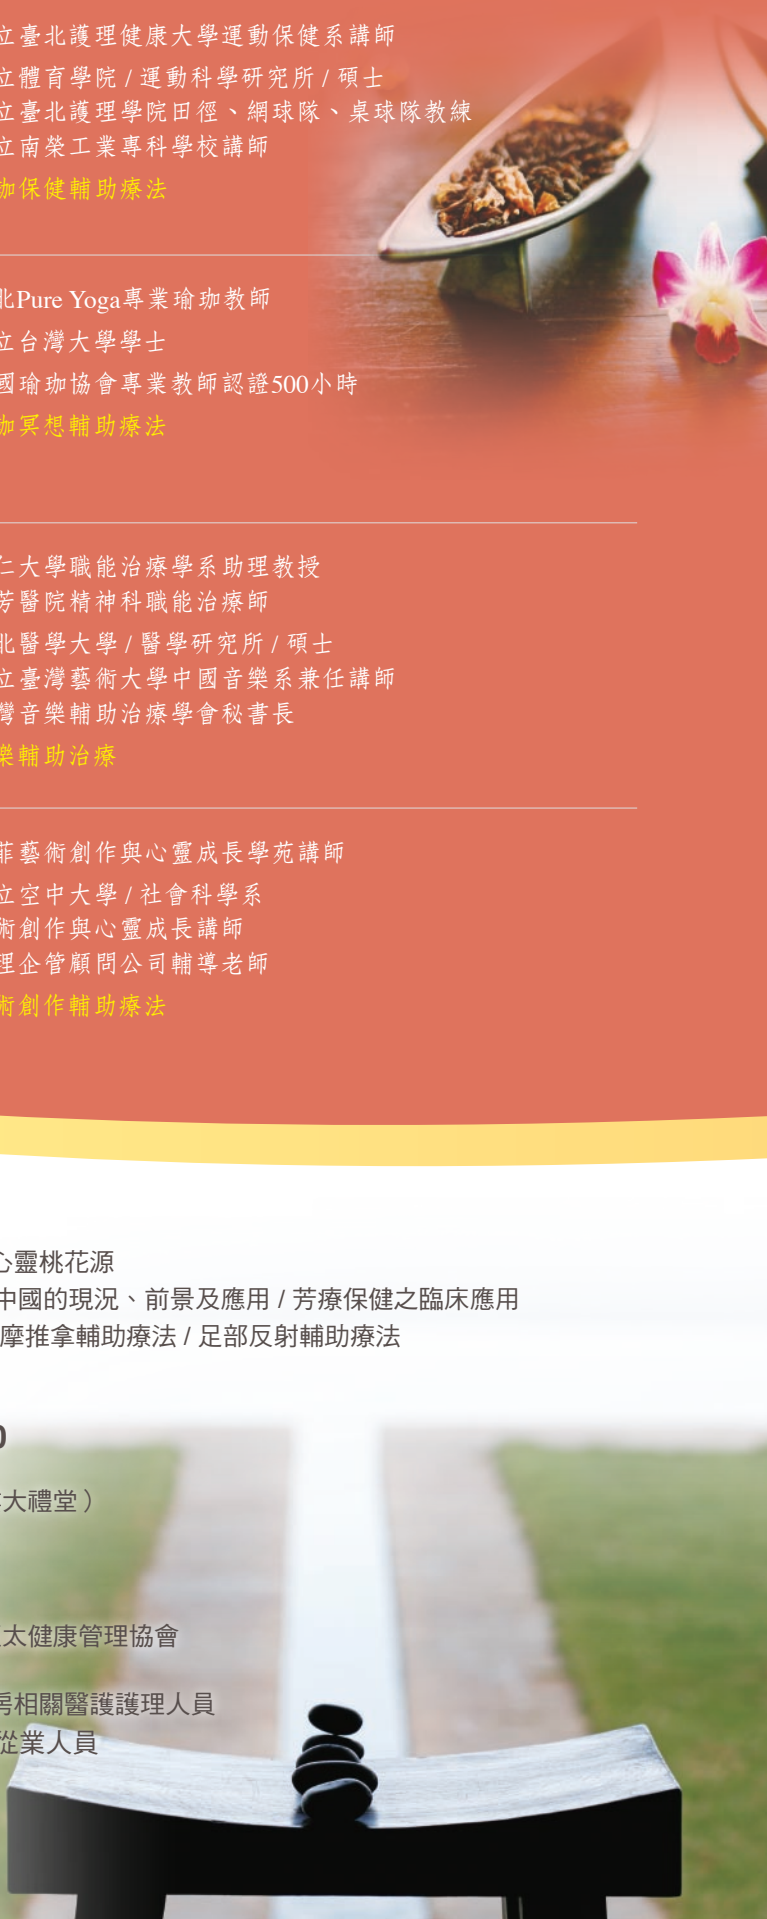 立臺北護理健康大學運動保健系講師
立體育學院 / 運動科學研究所 / 碩士
立臺北護理學院田徑、網球隊、桌球隊教練
立南榮工業專科學校講師
珈保健輔助療法
北Pure Yoga專業瑜珈教師
立台灣大學學士
國瑜珈協會專業教師認證500小時
珈冥想輔助療法
仁大學職能治療學系助理教授
芳醫院精神科職能治療師
北醫學大學 / 醫學研究所 / 碩士
立臺灣藝術大學中國音樂系兼任講師
灣音樂輔助治療學會秘書長
樂輔助治療
菲藝術創作與心靈成長學苑講師
立空中大學 / 社會科學系
術創作與心靈成長講師
理企管顧問公司輔導老師
術創作輔助療法
心靈桃花源
中國的現況、前景及應用 / 芳療保健之臨床應用
摩推拿輔助療法 / 足部反射輔助療法
0
大禮堂）
太健康管理協會
房相關醫護護理人員
從業人員